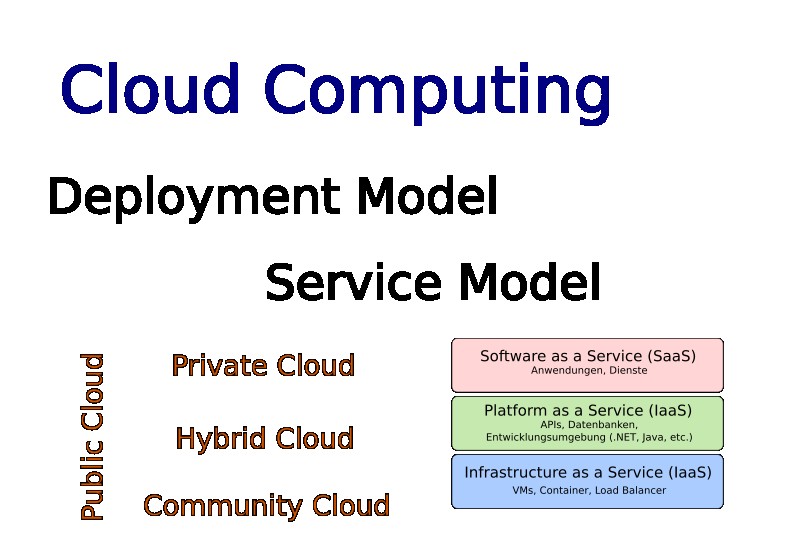 Cloud Computing
Deployment Model
Service Model
Public Cloud
Private Cloud
Hybrid Cloud
Community Cloud
Software as a Service (SaaS)
Anwendungen, Dienste
Platform as a Service (IaaS)
APIs, Datenbanken,
Entwicklungsumgebung (.NET, Java, etc.)
Infrastructure as a Service (IaaS)
VMs, Container, Load Balancer